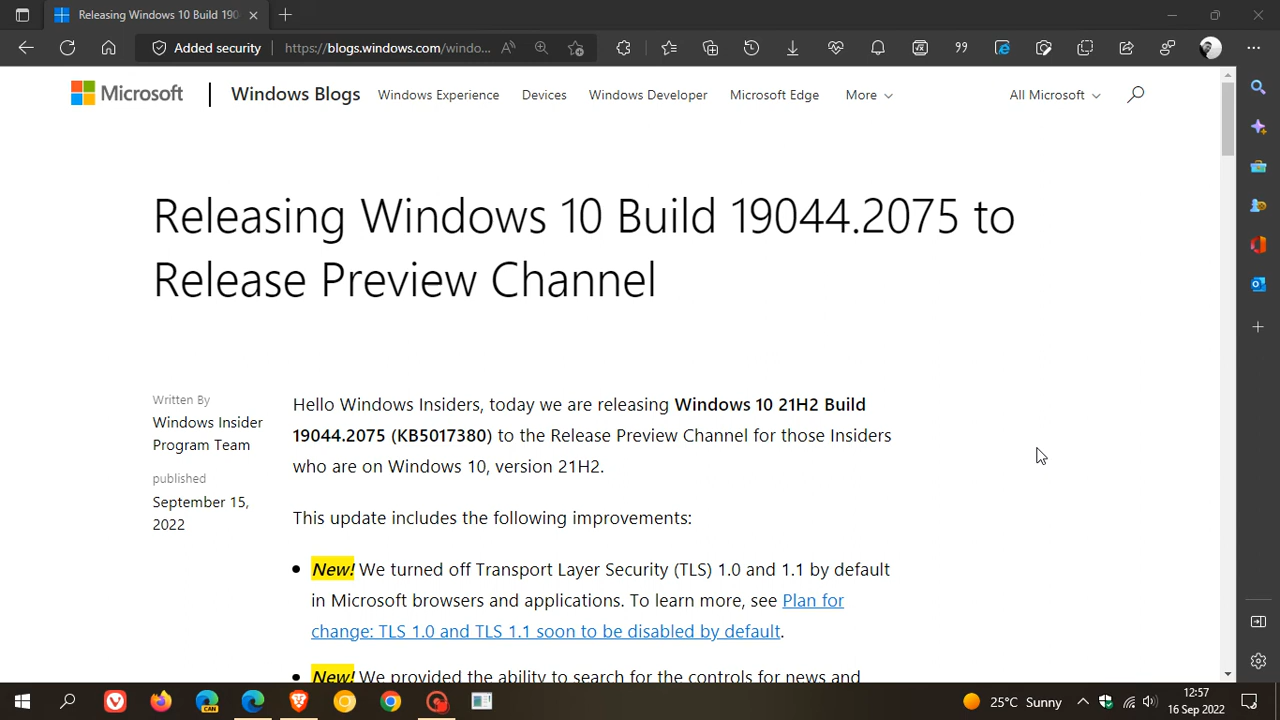 Releasing Windows 10 Build 190
Added security
https://blogs.windows.com/windo...
Microsoft
Windows Blogs
Windows Experience
Devices
Windows Developer
Microsoft Edge
More
All Microsoft
Releasing Windows 10 Build 19044.2075 to
Release Preview Channel
Written By
Windows Insider
Program Team
published
September 15,
2022
Hello Windows Insiders, today we are releasing Windows 10 21H2 Build
19044.2075 (KB5017380) to the Release Preview Channel for those Insiders
who are on Windows 10, version 21H2.
This update includes the following improvements:
New! We turned off Transport Layer Security (TLS) 1.0 and 1.1 by default
in Microsoft browsers and applications. To learn more, see Plan for
change: TLS 1.0 and TLS 1.1 soon to be disabled by default.
New! We provided the ability to search for the controls for news and
CAN
25°C Sunny
12:57
16 Sep 2022